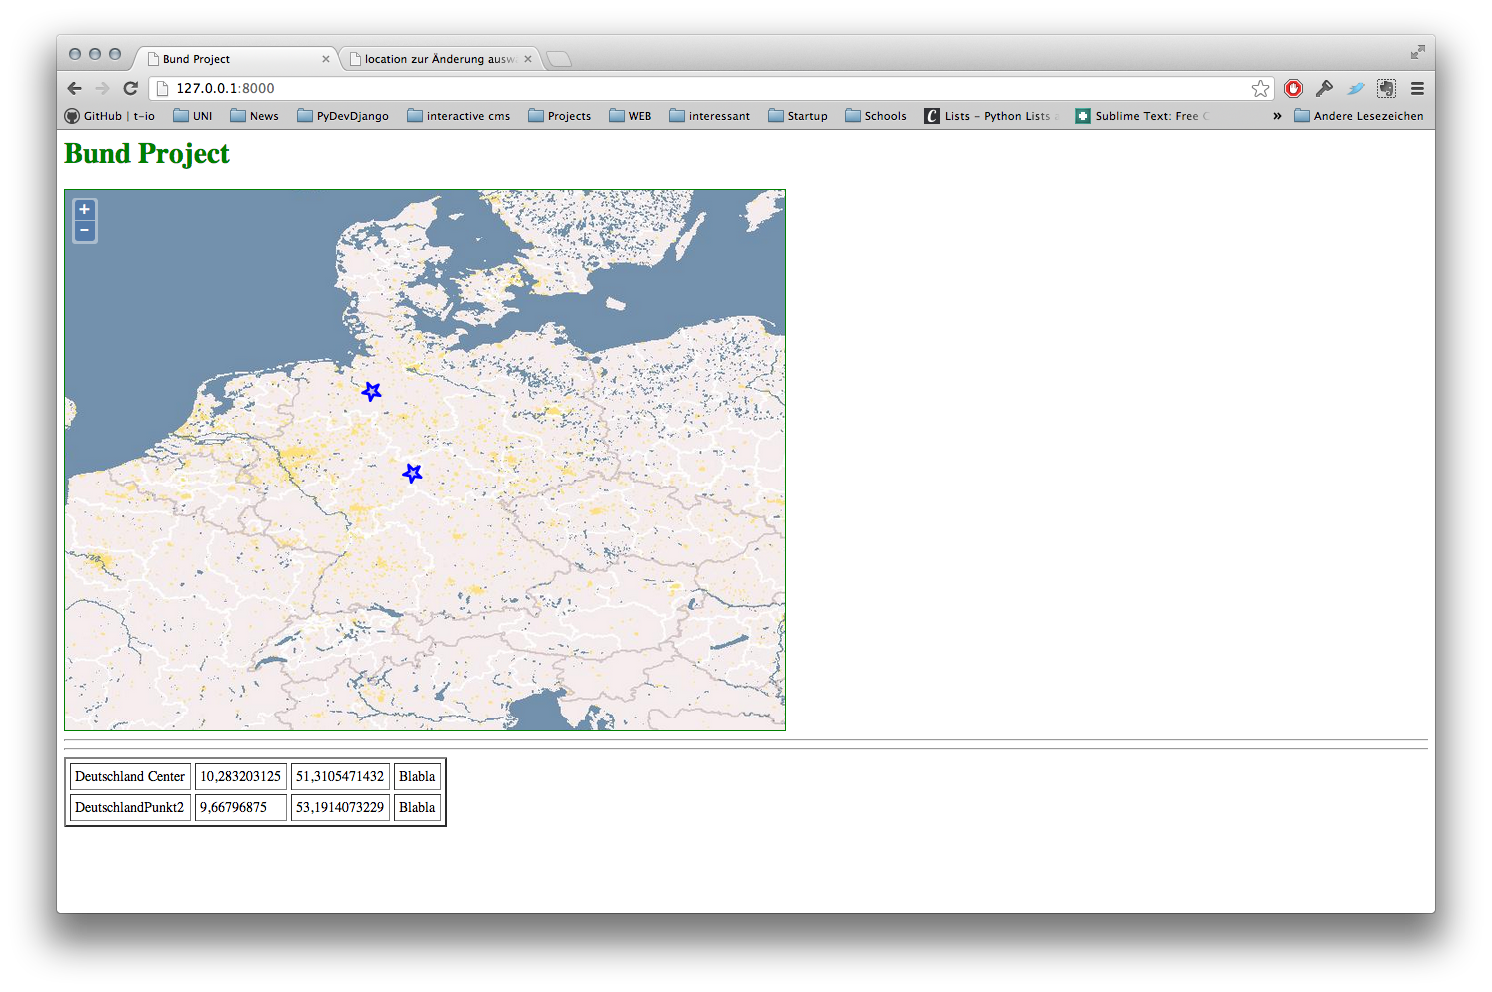 Bund Project
location zur Änderung ausw
127.0.0.1:8000
GitHub | t-io UNI News PyDevDjango interactive cms Projects WEB interessant Startup Schools Lists - Python Lists Sublime Text: Free » Andere Lesezeichen
Bund Project
+
−
Deutschland Center 10,283203125 51,3105471432 Blabla
DeutschlandPunkt2 9,66796875 53,1914073229 Blabla